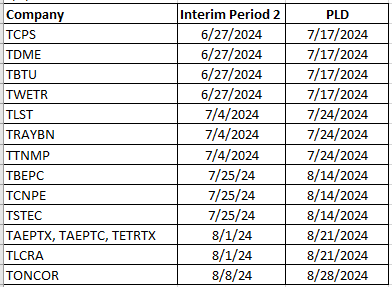 Company Interim Period 2 PLD
TCPS 6/27/2024 7/17/2024
TDME 6/27/2024 7/17/2024
TBTU 6/27/2024 7/17/2024
TWETR 6/27/2024 7/17/2024
TLST 7/4/2024 7/24/2024
TRAYBN 7/4/2024 7/24/2024
TTNMP 7/4/2024 7/24/2024
TBEPC 7/25/24 8/14/2024
TCNPE 7/25/24 8/14/2024
TSTEC 7/25/24 8/14/2024
TAEPTX, TAEPTC, TETRTX 8/1/24 8/21/2024
TLCRA 8/1/24 8/21/2024
TONCOR 8/8/24 8/28/2024